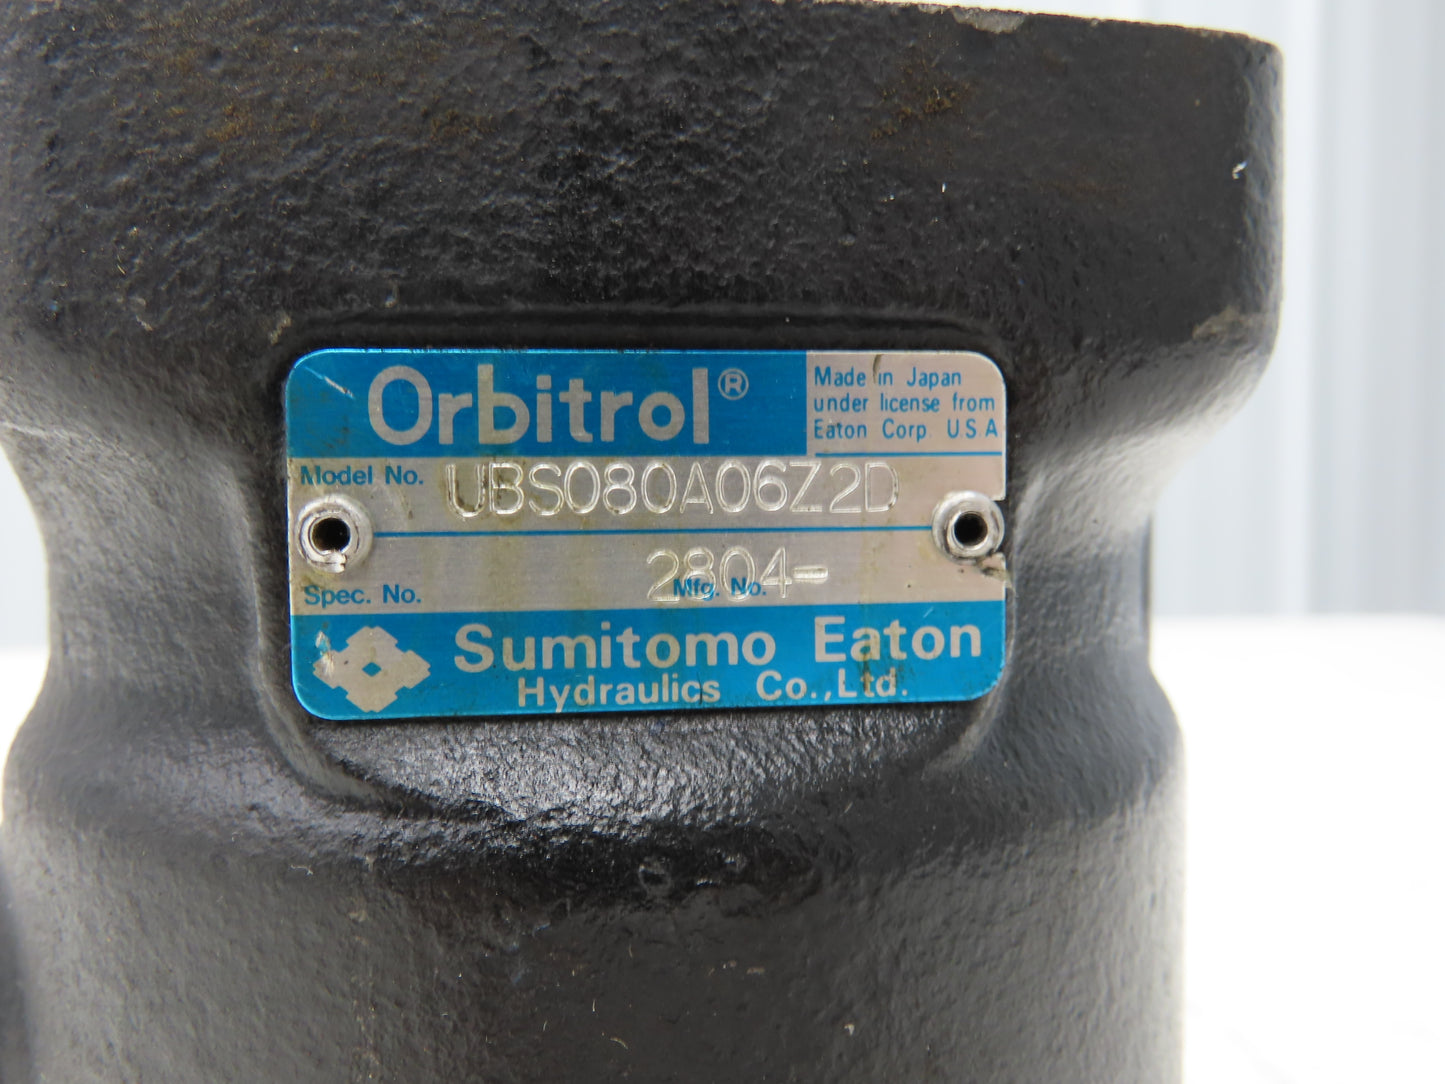 Orbitrol®
Made in Japan
under license from
Eaton Corp. U.S.A
Model No. UBS080A06Z2D
2804-
Spec. No. Mfg. No.
Sumitomo Eaton
Hydraulics Co.,Ltd.